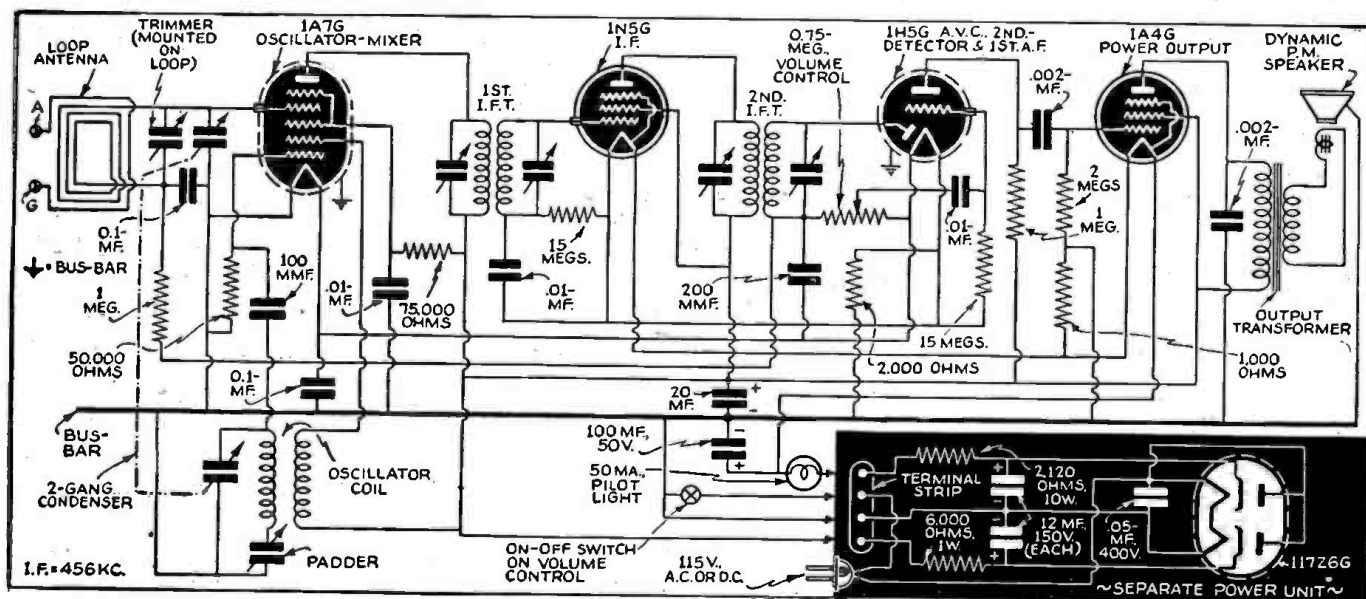 LOOP
ANTENNA
TRIMMER
(MOUNTED
ON
LOOP)
1A7G
OSCILLATOR-MIXER
1ST.
I.F.T.
1N5G
I.F.
0.75-
MEG.,
VOLUME
CONTROL
2ND.
I.F.T.
1H5G A.V.C., 2ND-
DETECTOR & 1ST. A.F.
.002-
MF.
1A4G
POWER OUTPUT
DYNAMIC
P.M.
SPEAKER
A
G
.002-
MF.
0.1-
MF.
= BUS-BAR
1
MEG.
50,000
OHMS
100
MMF.
.01-
MF.
75,000
OHMS
15
MEGS.
.01-
MF.
200
MMF.
.01-
MF.
2
MEGS
1
MEG.
15 MEGS.
2,000 OHMS
1,000
OHMS
OUTPUT
TRANSFORMER
0.1-
MF.
20
MF.
+
-
BUS-
BAR
2-GANG
CONDENSER
OSCILLATOR
COIL
PADDER
100 MF.,
50V.
-
+
50 MA.,
PILOT
LIGHT
ON-OFF SWITCH
ON VOLUME
CONTROL
115 V.,
A.C. OR D.C.
TERMINAL
STRIP
2,120
OHMS,
10W.
6,000
OHMS,
1W.
+
-
-
+
12 MF.,
150V.
(EACH)
.05-
MF.
400V.
117Z6G
~SEPARATE POWER UNIT~
I.F.=456KC.